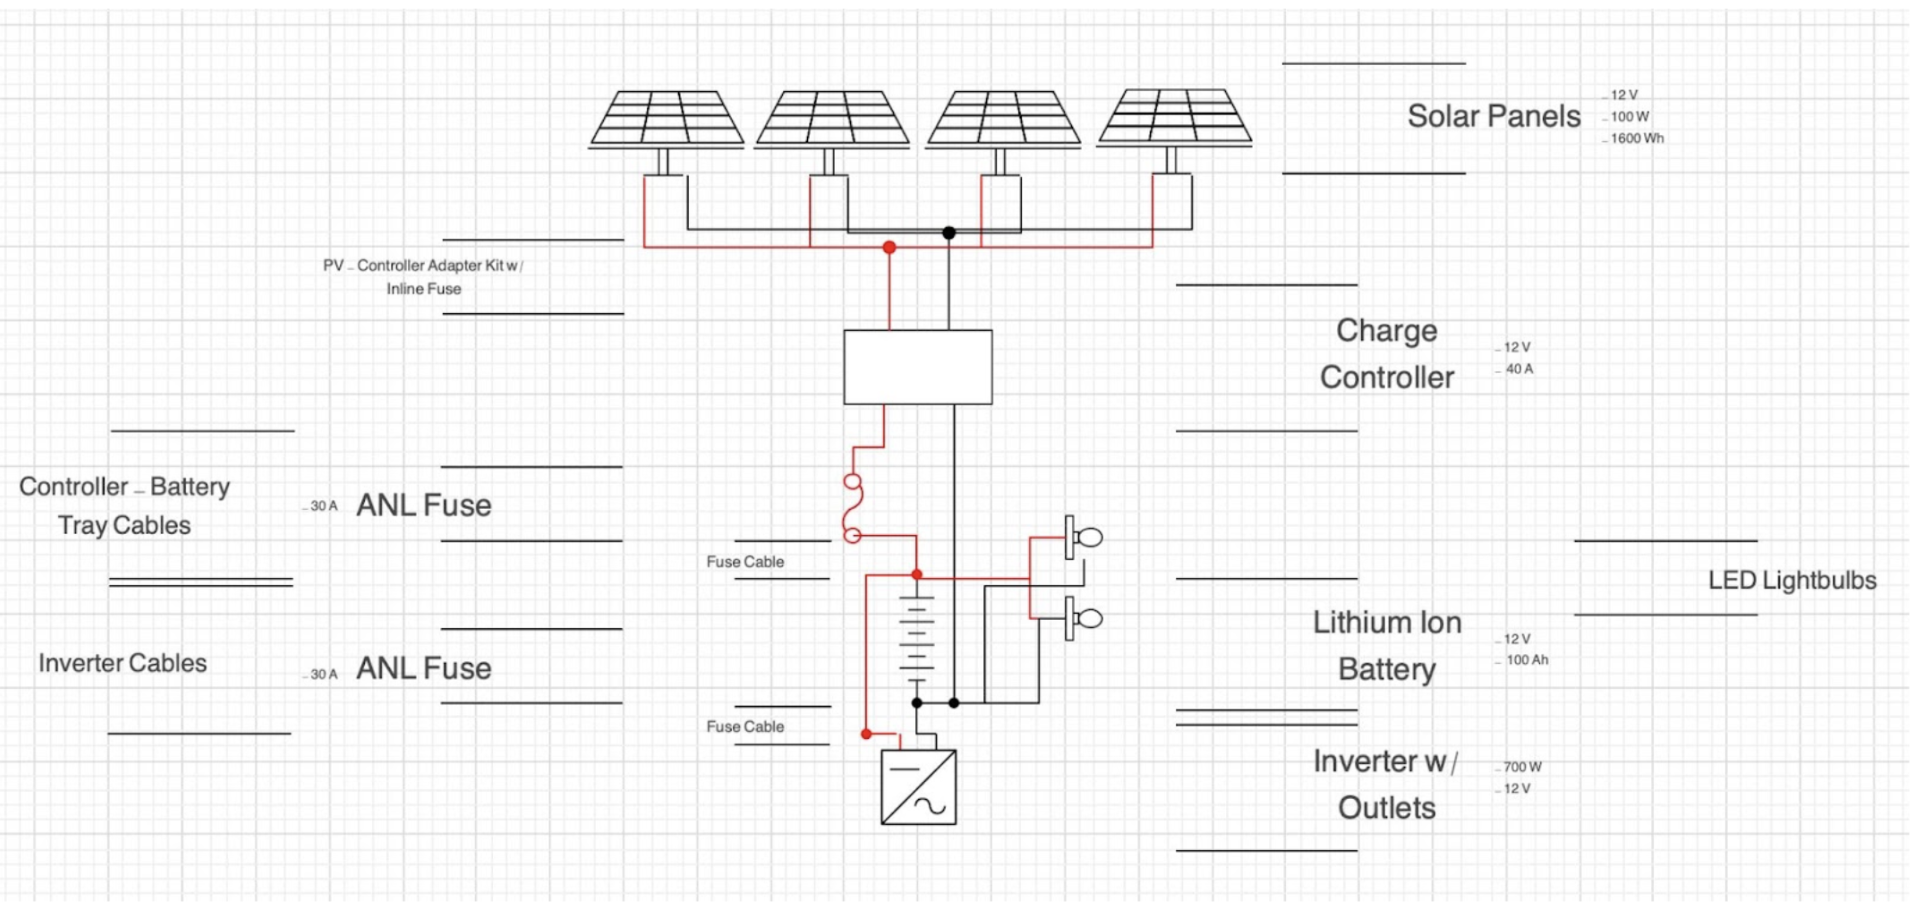 Solar Panels
- 12 V
- 100 W
- 1600 Wh
PV - Controller Adapter Kit w/
Inline Fuse
Charge
Controller
- 12 V
- 40 A
Controller - Battery
Tray Cables
- 30 A
ANL Fuse
Fuse Cable
LED Lightbulbs
Lithium Ion
Battery
- 12 V
- 100 Ah
Inverter Cables
- 30 A
ANL Fuse
Fuse Cable
Inverter w/
Outlets
- 700 W
- 12 V